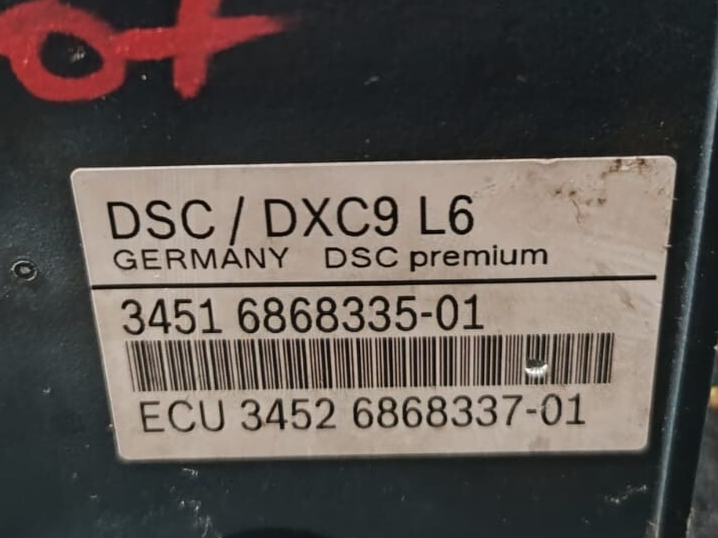 DSC / DXC9 L6
GERMANY DSC premium
3451 6868335-01
ECU 3452 6868337-01